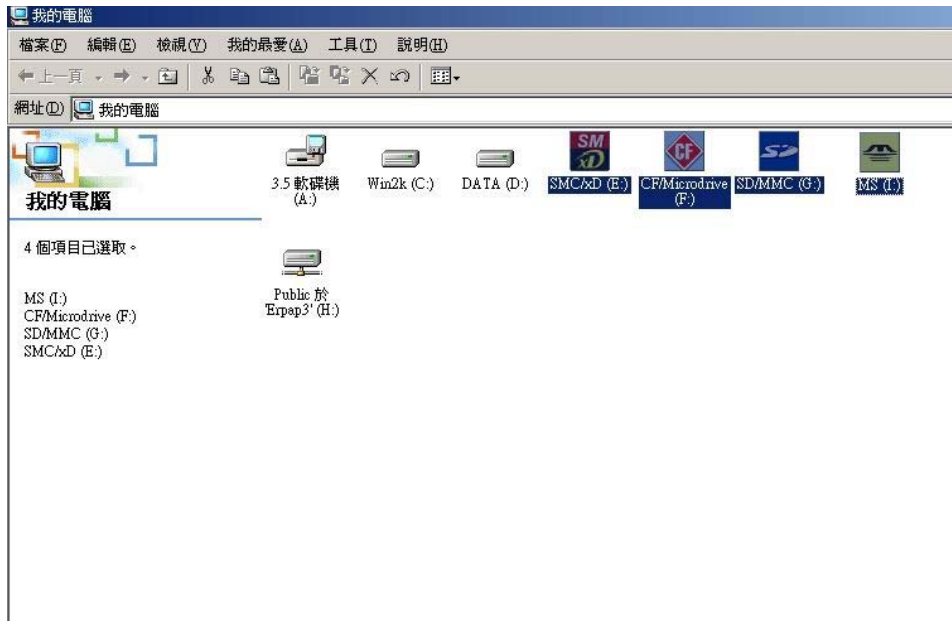 我的電腦
檔案(F) 編輯(E) 檢視(V) 我的最愛(A) 工具(T) 說明(H)
上一頁
網址(D) 我的電腦
我的電腦
4 個項目已選取。
MS (I:)
CF/Microdrive (F:)
SD/MMC (G:)
SMC/xD (E:)
3.5 軟碟機
(A:)
Win2k (C:)
DATA (D:)
SM
xD
SMC/xD (E:)
CF
CF/Microdrive
(F:)
SD
SD/MMC (G:)
MS (I:)
Public 於
'Erpap3' (H:)